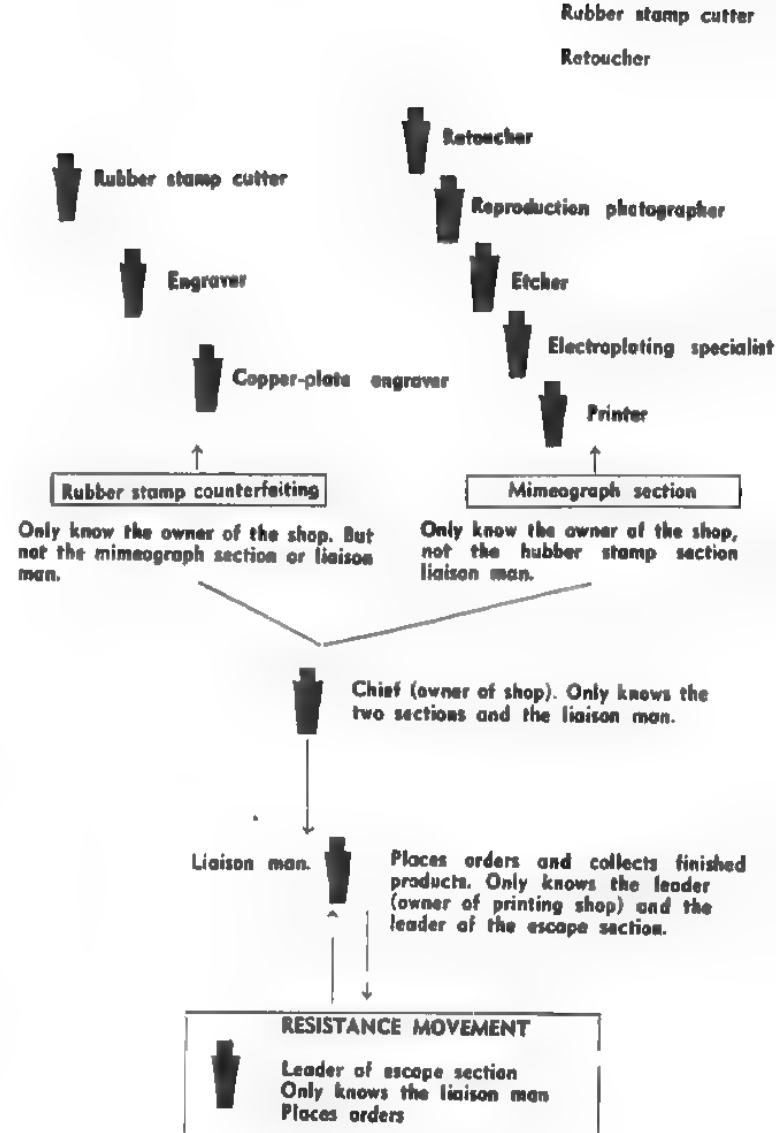 Rubber stamp cutter
Retoucher
Retoucher
Rubber stamp cutter
Reproduction photographer
Engraver
Etcher
Electroplating specialist
Copper-plate engraver
Printer
Rubber stamp counterfeiting
Only know the owner of the shop. But
not the mimeograph section or liaison
man.
Mimeograph section
Only know the owner of the shop,
not the hubber stamp section
liaison man.
Chief (owner of shop). Only knows the
two sections and the liaison man.
Liaison man.
Places orders and collects finished
products. Only knows the leader
(owner of printing shop) and the
leader of the escape section.
RESISTANCE MOVEMENT
Leader of escape section
Only knows the liaison man
Places orders